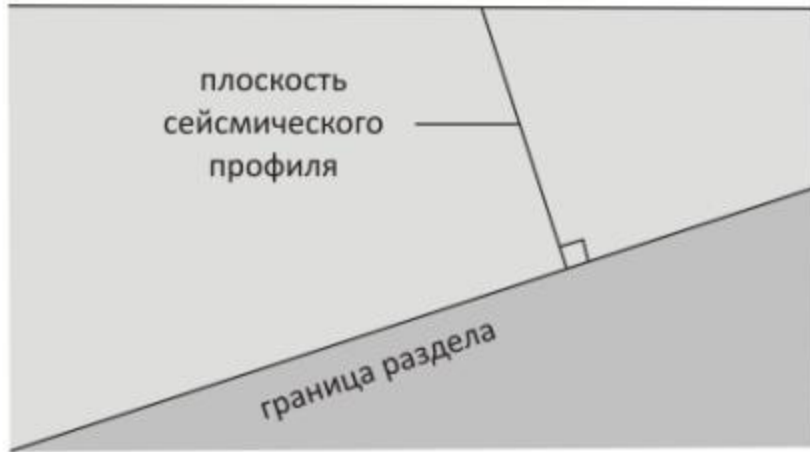 плоскость
сейсмического
профиля
граница раздела